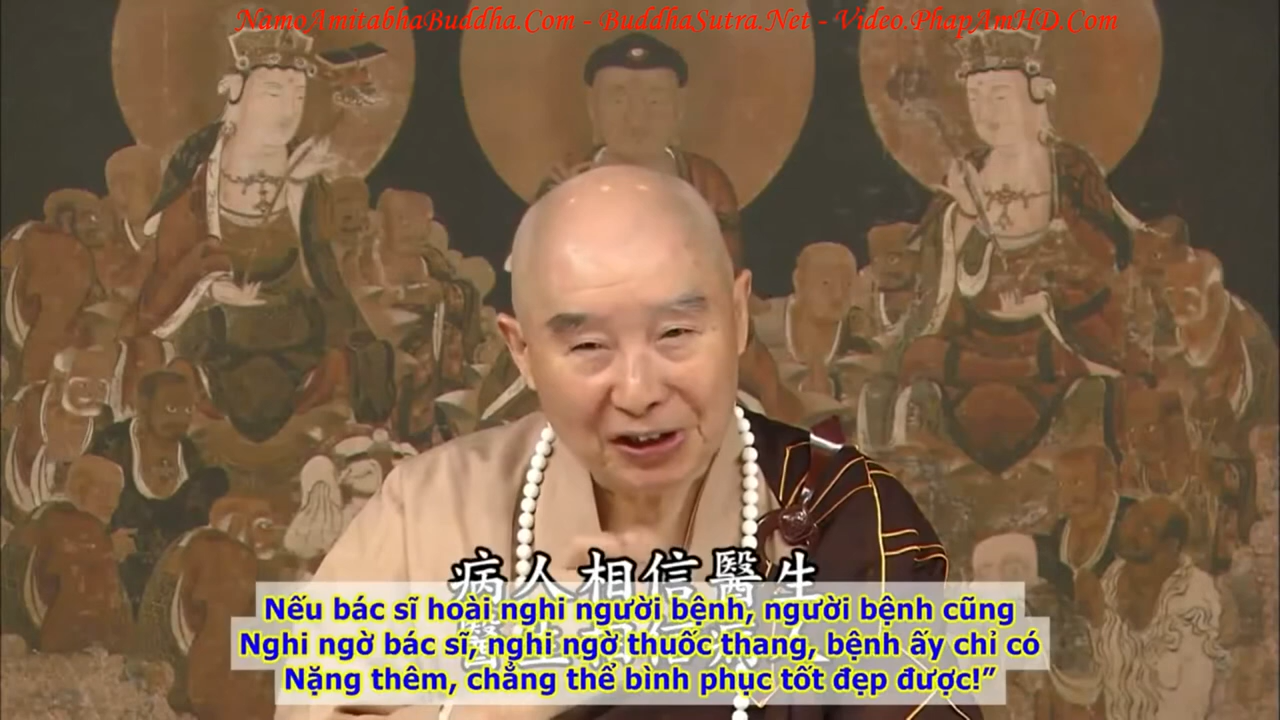 NamoAmitabhaBuddha.Com - BuddhaSutra.Net - Video.PhapAmHD.Com
病人相信醫生
Nếu bác sĩ hoài nghi người bệnh, người bệnh cũng
Nghi ngờ bác sĩ, nghi ngờ thuốc thang, bệnh ấy chỉ có
Nặng thêm, chẳng thể bình phục tốt đẹp được!”